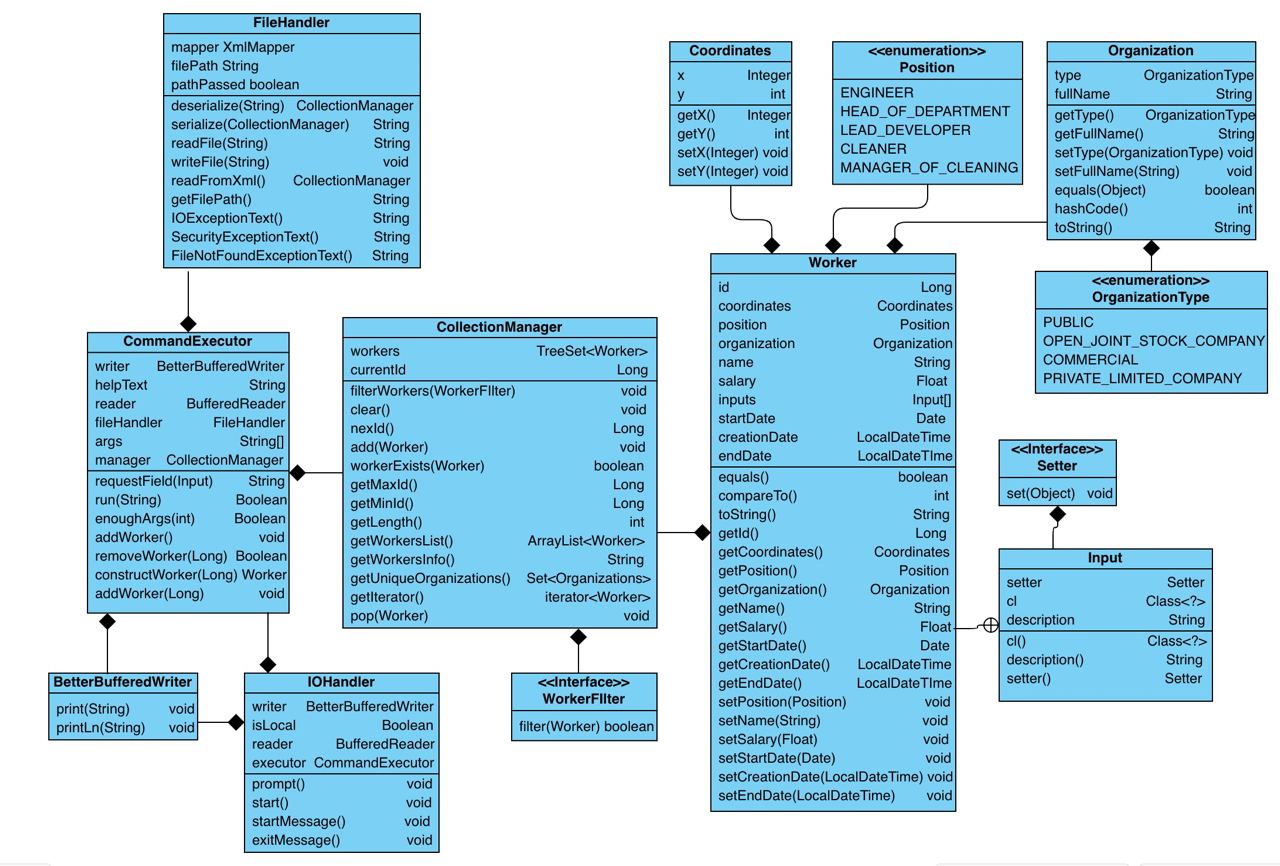 FileHandler
mapper XmlMapper
filePath String
pathPassed boolean
deserialize(String) CollectionManager
serialize(CollectionManager) String
readFile(String) String
writeFile(String) void
readFromXml() CollectionManager
getFilePath() String
IOExceptionText() String
SecurityExceptionText() String
FileNotFoundExceptionText() String
Coordinates
x Integer
y int
getX() Integer
getY() int
setX(Integer) void
setY(Integer) void
<<enumeration>>
Position
ENGINEER
HEAD_OF_DEPARTMENT
LEAD_DEVELOPER
CLEANER
MANAGER_OF_CLEANING
Organization
type OrganizationType
fullName String
getType() OrganizationType
getFullName() String
setType(OrganizationType) void
setFullName(String) void
equals(Object) boolean
hashCode() int
toString() String
<<enumeration>>
OrganizationType
PUBLIC
OPEN_JOINT_STOCK_COMPANY
COMMERCIAL
PRIVATE_LIMITED_COMPANY
CommandExecutor
writer BetterBufferedWriter
helpText String
reader BufferedReader
fileHandler FileHandler
args String[]
manager CollectionManager
requestField(Input) String
run(String) Boolean
enoughArgs(int) Boolean
addWorker() void
removeWorker(Long) Boolean
constructWorker(Long) Worker
addWorker(Long) void
CollectionManager
workers TreeSet<Worker>
currentId Long
filterWorkers(WorkerFIlter) void
clear() void
nexId() Long
add(Worker) void
workerExists(Worker) boolean
getMaxId() Long
getMinId() Long
getLength() int
getWorkersList() ArrayList<Worker>
getWorkersInfo() String
getUniqueOrganizations() Set<Organizations>
getIterator() iterator<Worker>
pop(Worker) void
Worker
id Long
coordinates Coordinates
position Position
organization Organization
name String
salary Float
inputs Input[]
startDate Date
creationDate LocalDateTime
endDate LocalDateTIme
equals() boolean
compareTo() int
toString() String
getId() Long
getCoordinates() Coordinates
getPosition() Position
getOrganization() Organization
getName() String
getSalary() Float
getStartDate() Date
getCreationDate() LocalDateTime
getEndDate() LocalDateTIme
setPosition(Position) void
setName(String) void
setSalary(Float) void
setStartDate(Date) void
setCreationDate(LocalDateTime) void
setEndDate(LocalDateTime) void
<<Interface>>
Setter
set(Object) void
Input
setter Setter
cl Class<?>
description String
cl() Class<?>
description() String
setter() Setter
BetterBufferedWriter
print(String) void
printLn(String) void
IOHandler
writer BetterBufferedWriter
isLocal Boolean
reader BufferedReader
executor CommandExecutor
prompt() void
start() void
startMessage() void
exitMessage() void
<<Interface>>
WorkerFIlter
filter(Worker) boolean